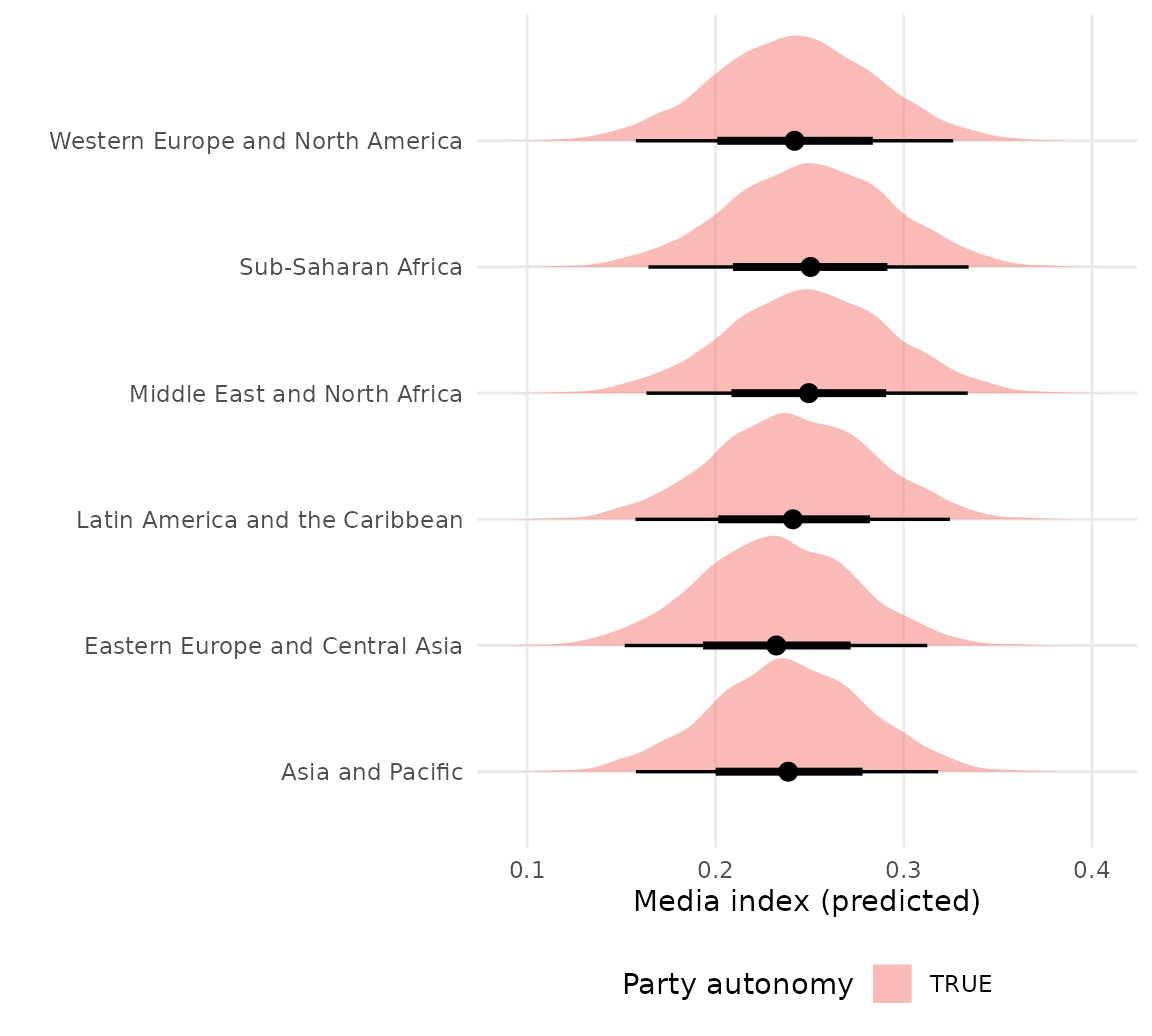 Western Europe and North America
Sub-Saharan Africa
Middle East and North Africa
Latin America and the Caribbean
Eastern Europe and Central Asia
Asia and Pacific
0.1 0.2 0.3 0.4
Media index (predicted)
Party autonomy TRUE